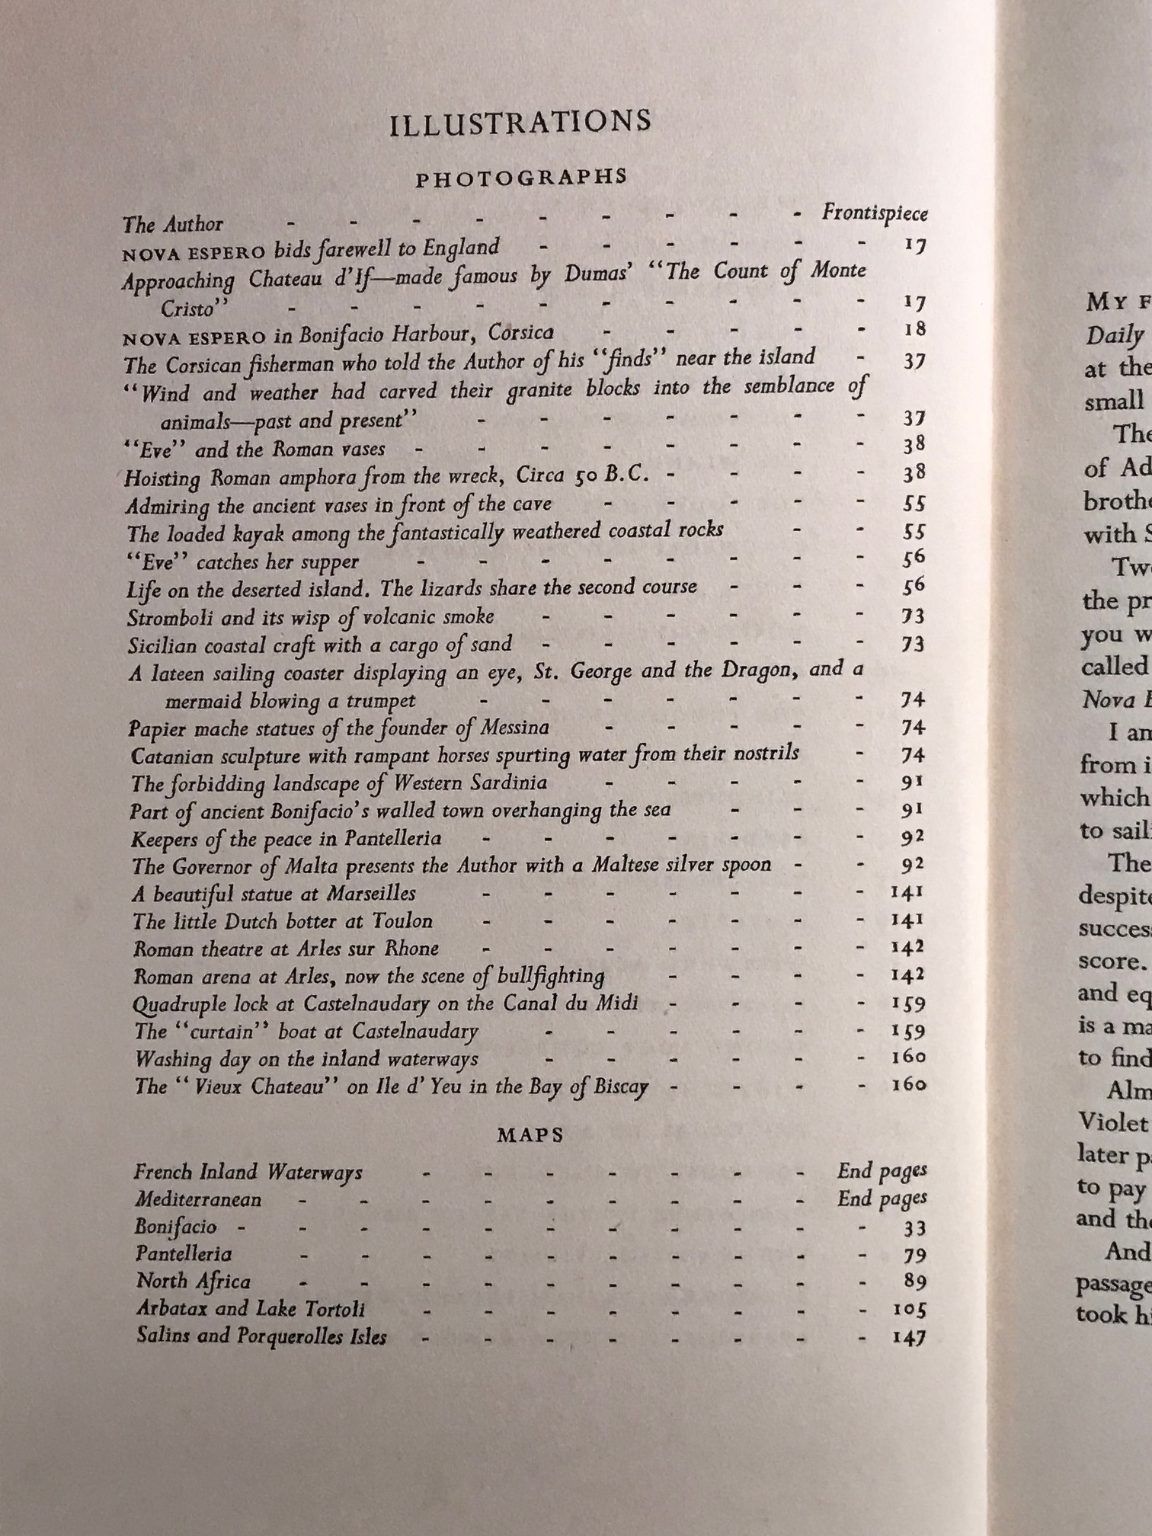 ILLUSTRATIONS
PHOTOGRAPHS
The Author - - - - - - - - - Frontispiece
NOVA ESPERO bids farewell to England - - - - - - 17
Approaching Chateau d'If—made famous by Dumas' "The Count of Monte
Cristo" - - - - - - - - - - 17
NOVA ESPERO in Bonifacio Harbour, Corsica - - - - - 18
The Corsican fisherman who told the Author of his "finds" near the island - 37
"Wind and weather had carved their granite blocks into the semblance of
animals—past and present" - - - - - - - 37
"Eve" and the Roman vases - - - - - - - - 38
Hoisting Roman amphora from the wreck, Circa 50 B.C. - - - - 38
Admiring the ancient vases in front of the cave - - - - - 55
The loaded kayak among the fantastically weathered coastal rocks - - 55
"Eve" catches her supper - - - - - - - - 56
Life on the deserted island. The lizards share the second course - - - 56
Stromboli and its wisp of volcanic smoke - - - - - - 73
Sicilian coastal craft with a cargo of sand - - - - - - 73
A lateen sailing coaster displaying an eye, St. George and the Dragon, and a
mermaid blowing a trumpet - - - - - - - 74
Papier mache statues of the founder of Messina - - - - - 74
Catanian sculpture with rampant horses spurting water from their nostrils - 74
The forbidding landscape of Western Sardinia - - - - - 91
Part of ancient Bonifacio's walled town overhanging the sea - - - 91
Keepers of the peace in Pantelleria - - - - - - - 92
The Governor of Malta presents the Author with a Maltese silver spoon - - 92
A beautiful statue at Marseilles - - - - - - - 141
The little Dutch botter at Toulon - - - - - - - 141
Roman theatre at Arles sur Rhone - - - - - - - 142
Roman arena at Arles, now the scene of bullfighting - - - - 142
Quadruple lock at Castelnaudary on the Canal du Midi - - - - 159
The "curtain" boat at Castelnaudary - - - - - - 159
Washing day on the inland waterways - - - - - - 160
The "Vieux Chateau" on Ile d'Yeu in the Bay of Biscay - - - - 160
MAPS
French Inland Waterways - - - - - - - End pages
Mediterranean - - - - - - - - - End pages
Bonifacio - - - - - - - - - - - 33
Pantelleria - - - - - - - - - - 79
North Africa - - - - - - - - - - 89
Arbatax and Lake Tortoli - - - - - - - - 105
Salins and Porquerolles Isles - - - - - - - - 147
MY F
Daily
at the
small
The
of Ad
brothe
with S
Two
the pr
you w
called
Nova E
I am
from i
which
to sail
The
despite
success
score.
and eq
is a ma
to find
Alm
Violet
later p
to pay
and the
And
passage
took hi